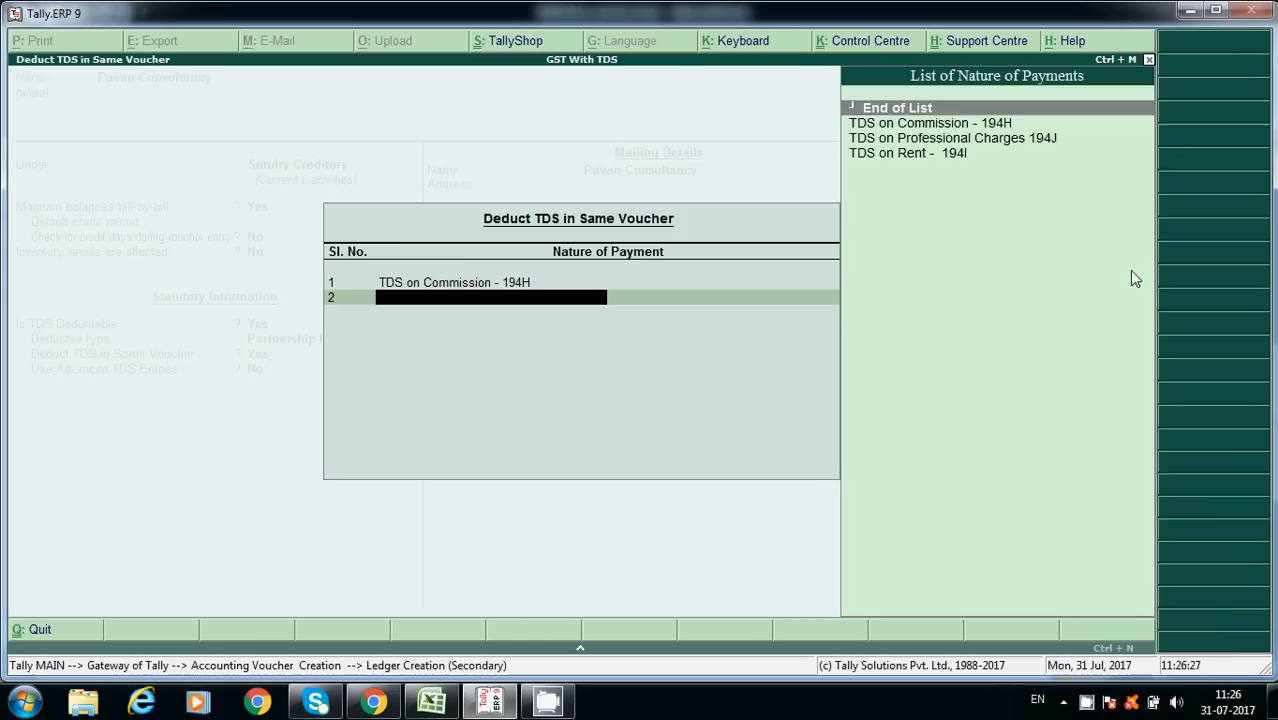 Tally.ERP 9
P: Print
E: Export
M: E-Mail
O: Upload
S: TallyShop
G: Language
K: Keyboard
K: Control Centre
H: Support Centre
H: Help
Deduct TDS in Same Voucher
GST With TDS
Ctrl + M
Name
Pavan Consultancy
List of Nature of Payments
End of List
TDS on Commission - 194H
TDS on Professional Charges 194J
TDS on Rent - 194I
Under
Sundry Creditors
(Current Liabilities)
Mailing Details
Name
Pavan Consultancy
Address
Maintain balances bill-by-bill
? Yes
Default credit period
Check for credit days during voucher entry ? No
Inventory values are affected
? No
Statutory Information
Is TDS Deductable
? Yes
Deductee type
Partnership
Deduct TDS in Same Voucher
? Yes
Use Advanced TDS Entries
? No
Deduct TDS in Same Voucher
Sl. No.
Nature of Payment
1
TDS on Commission - 194H
2
Q: Quit
Ctrl + N
Tally MAIN --> Gateway of Tally --> Accounting Voucher Creation --> Ledger Creation (Secondary)
(c) Tally Solutions Pvt. Ltd., 1988-2017
Mon, 31 Jul, 2017
11:26:27
EN
11:26
31-07-2017